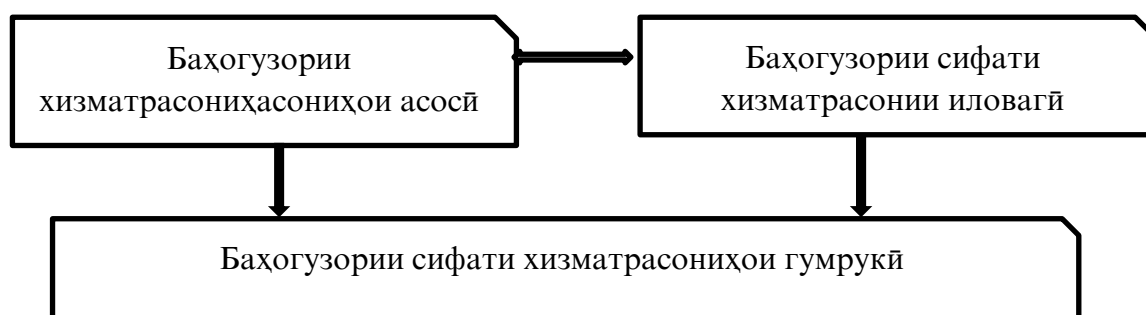 Баҳогузории
хизматрасониҳасониҳои асосӣ
Баҳогузории сифати
хизматрасонии иловагӣ
Баҳогузории сифати хизматрасониҳои гумрукӣ